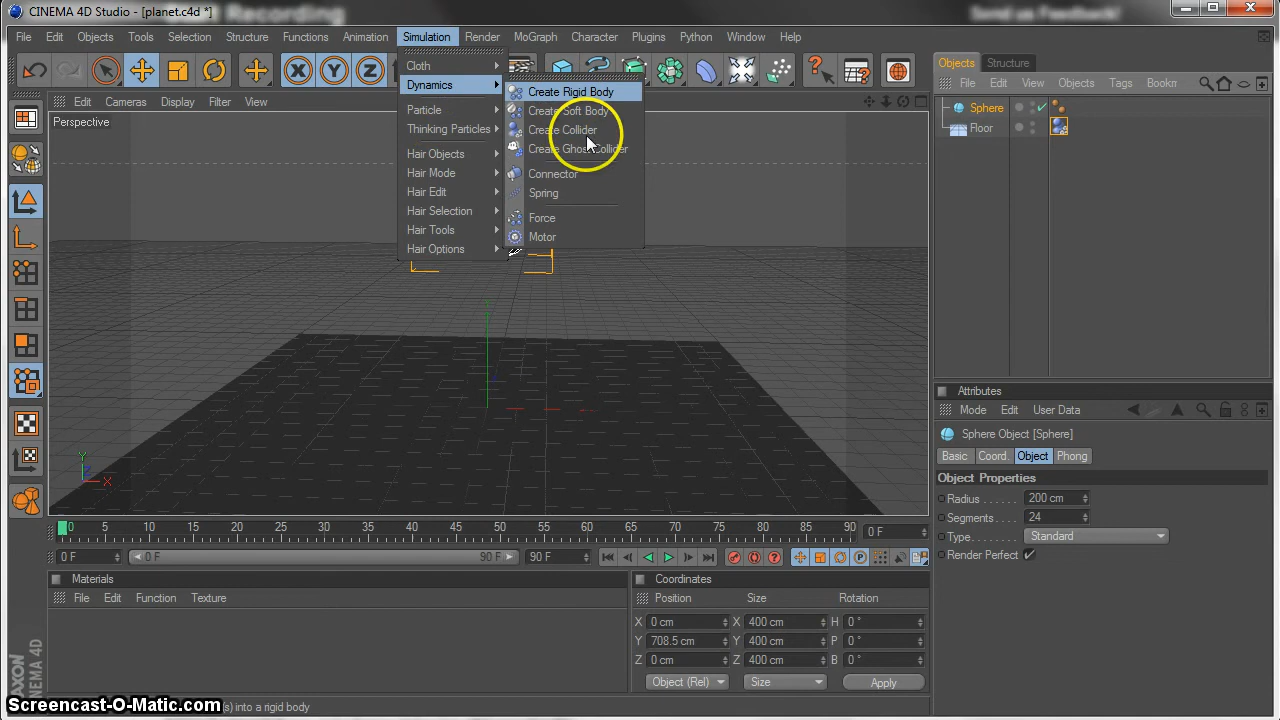 CINEMA 4D Studio - [planet.c4d *]
Recording
Send us Feedback!
File Edit Objects Tools Selection Structure Functions Animation Simulation Render MoGraph Character Plugins Python Window Help
X Y Z
Objects Structure
File Edit View Objects Tags Bookm
Sphere
Floor
Edit Cameras Display Options Filter View
Perspective
Cloth
Dynamics
Particle
Thinking Particles
Hair Objects
Hair Mode
Hair Edit
Hair Selection
Hair Tools
Hair Options
Create Rigid Body
Create Soft Body
Create Collider
Create Ghost Collider
Connector
Spring
Force
Motor
Y
Y
Z X
Attributes
Mode Edit User Data
Sphere Object [Sphere]
Basic Coord. Object Phong
Object Properties
Radius 200 cm
Segments 24
Type Standard
Render Perfect
0 5 10 15 20 25 30 35 40 45 50 55 60 65 70 75 80 85 90 0 F
0 F 0 F 90 F 90 F
Materials
File Edit Function Texture
Coordinates
Position Size Rotation
X 0 cm X 400 cm H 0 °
Y 708.5 cm Y 400 cm P 0 °
Z 0 cm Z 400 cm B 0 °
Object (Rel) Size Apply
MAXON
CINEMA 4D
Screencast-O-Matic.com
(s) into a rigid body